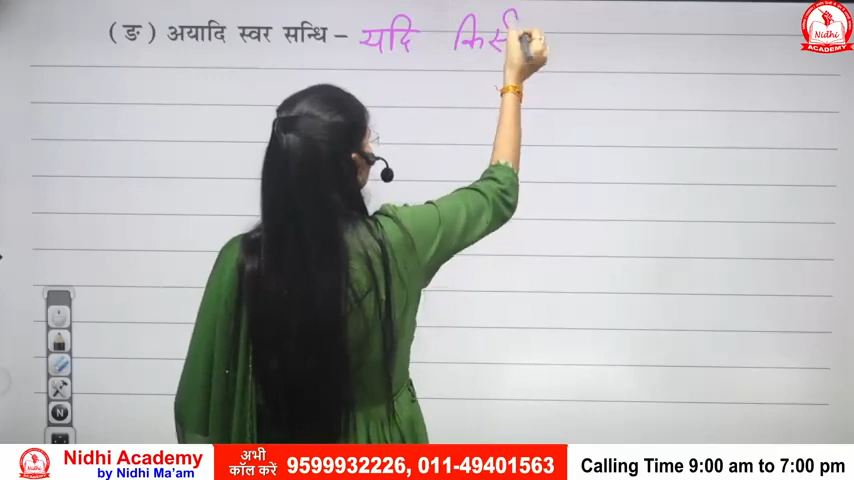 (ङ) अयादि स्वर सन्धि – यदि
Nidhi
ACADEMY
N
Nidhi Academy
by Nidhi Ma'am
अभी
कॉल करें
9599932226, 011-49401563
Calling Time 9:00 am to 7:00 pm